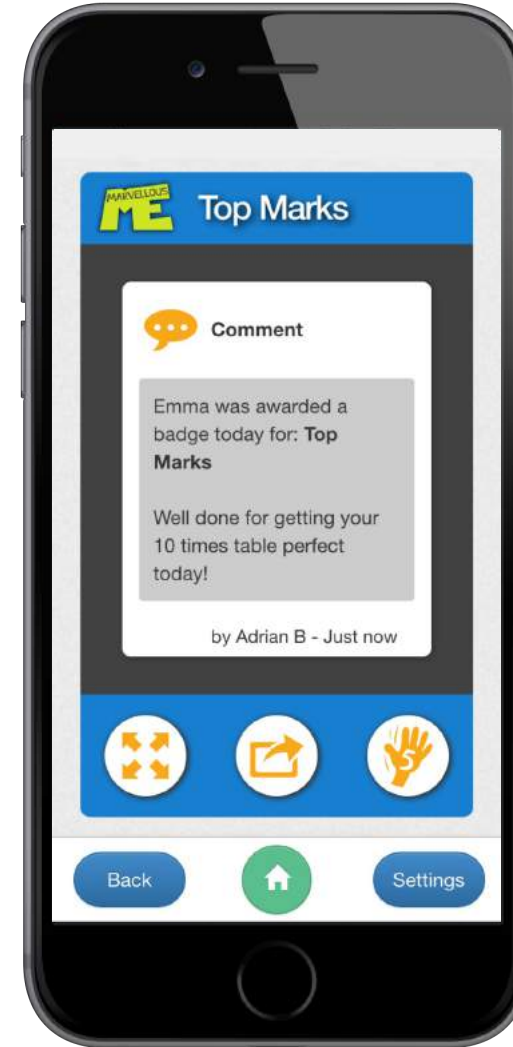 MARVELLOUS
ME
Top Marks
Comment
Emma was awarded a
badge today for: Top
Marks
Well done for getting your
10 times table perfect
today!
by Adrian B - Just now
5
Back
Settings